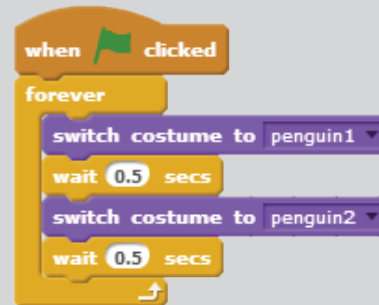 when clicked
forever
switch costume to penguin1
wait 0.5 secs
switch costume to penguin2
wait 0.5 secs